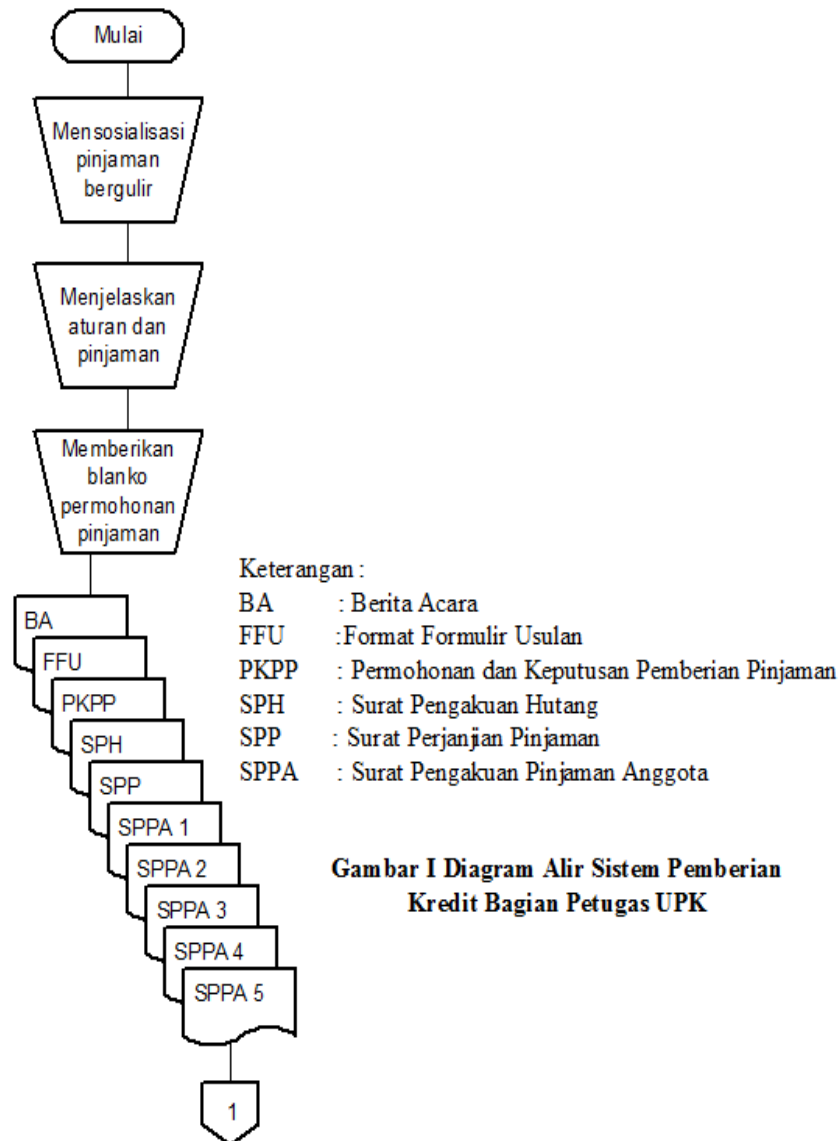 Mulai
Mensosialisasi
pinjaman
bergulir
Menjelaskan
aturan dan
pinjaman
Memberikan
blanko
permohonan
pinjaman
BA
FFU
PKPP
SPH
SPP
SPPA 1
SPPA 2
SPPA 3
SPPA 4
SPPA 5
1
Keterangan :
BA : Berita Acara
FFU :Format Formulir Usulan
PKPP : Permohonan dan Keputusan Pemberian Pinjaman
SPH : Surat Pengakuan Hutang
SPP : Surat Perjanjian Pinjaman
SPPA : Surat Pengakuan Pinjaman Anggota
Gambar I Diagram Alir Sistem Pemberian
Kredit Bagian Petugas UPK